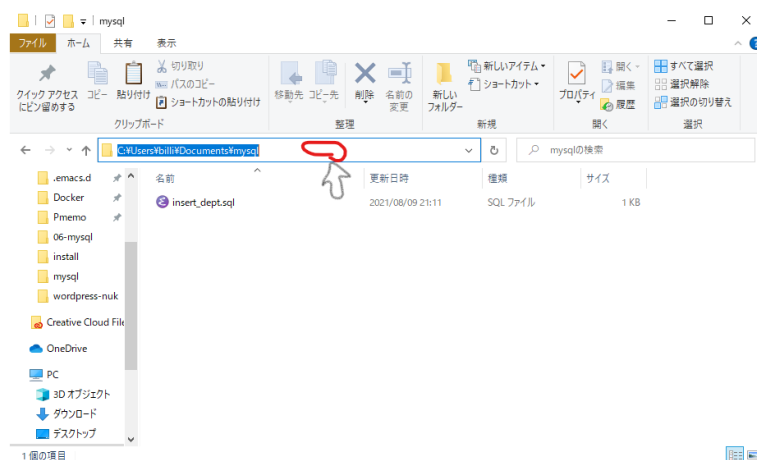 mysql
ファイル ホーム 共有 表示
クイック アクセスにピン留めする
コピー
貼り付け
切り取り
パスのコピー
ショートカットの貼り付け
移動先
コピー先
削除
名前の変更
新しいフォルダー
新しいアイテム
ショートカット
プロパティ
開く
編集
履歴
すべて選択
選択解除
選択の切り替え
クリップボード 整理 新規 開く 選択
C:¥Users¥billi¥Documents¥mysql
mysqlの検索
名前 更新日時 種類 サイズ
insert_dept.sql 2021/08/09 21:11 SQL ファイル 1 KB
.emacs.d
Docker
Pmemo
06-mysql
install
mysql
wordpress-nuk
Creative Cloud File
OneDrive
PC
3D オブジェクト
ダウンロード
デスクトップ
1 個の項目